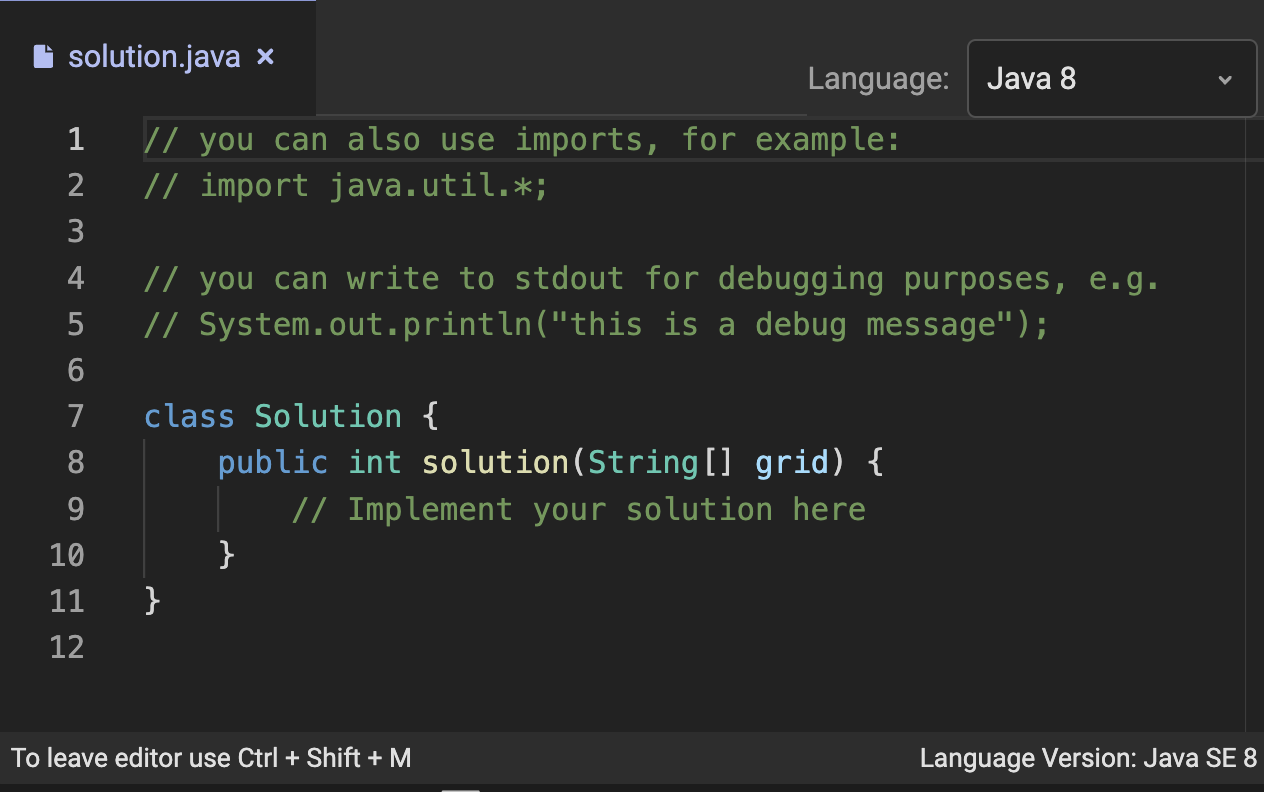 solution.java ×
Language: Java 8
1 // you can also use imports, for example:
2 // import java.util.*;
3
4 // you can write to stdout for debugging purposes, e.g.
5 // System.out.println("this is a debug message");
6
7 class Solution {
8 public int solution(String[] grid) {
9 // Implement your solution here
10 }
11 }
12
To leave editor use Ctrl + Shift + M
Language Version: Java SE 8